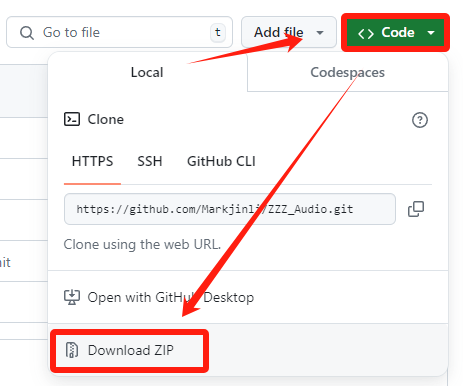 Go to file
t
Add file
Code
Local
Codespaces
Clone
HTTPS
SSH
GitHub CLI
https://github.com/Markjinli/ZZZ_Audio.git
Clone using the web URL.
nit
Open with GitHub Desktop
Download ZIP